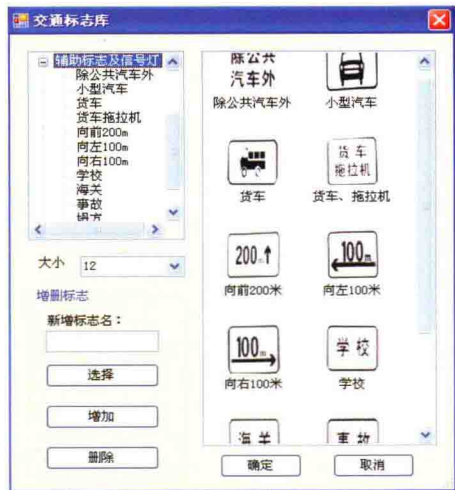 交通标志库
辅助标志及信号灯
除公共汽车外
小型汽车
货车
货车拖拉机
向前200m
向左100m
向右100m
学校
海关
事故
塌方
大小 12
增删标志
新增标志名：
选择
增加
删除
除公共
汽车外
除公共汽车外
小型汽车
货车
货车
拖拉机
货车、拖拉机
200m
向前200米
100m
向左100米
100m
向右100米
学校
学校
海关
事故
确定
取消